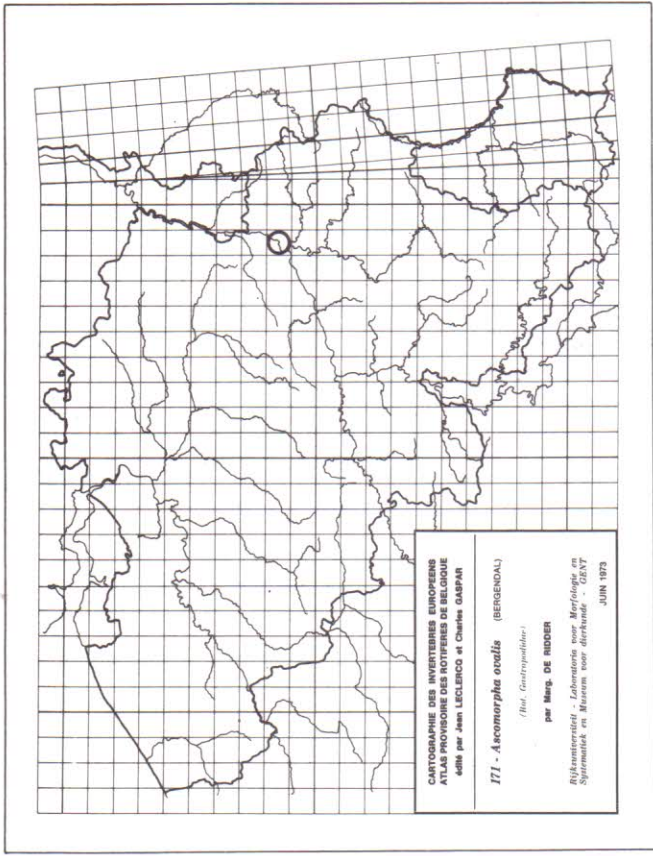 CARTOGRAPHIE DES INVERTEBRES EUROPEENS
ATLAS PROVISOIRE DES ROTIFERES DE BELGIQUE
édité par Jean LECLERCQ et Charles GASPAR
171 - Ascomorpha ovalis (BERGENDAL)
(Rot. Gastropodidae)
par Marg. DE RIDDER
Rijksuniversiteit - Laboratoria voor Morfologie en
Systematiek en Museum voor dierkunde - GENT
JUIN 1973